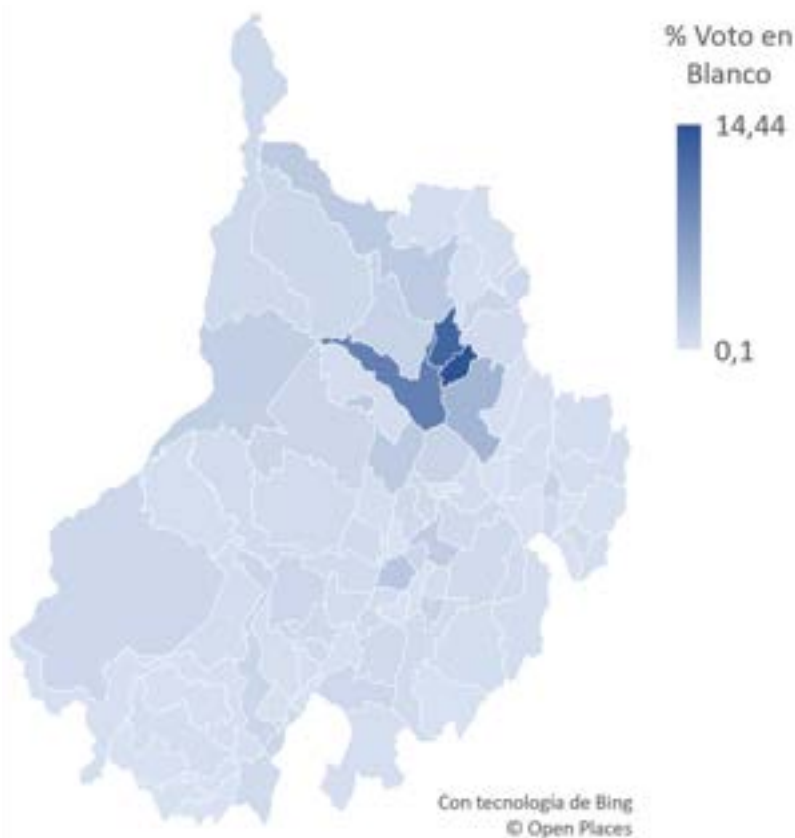 % Voto en
Blanco
14,44
0,1
Con tecnología de Bing
© Open Places